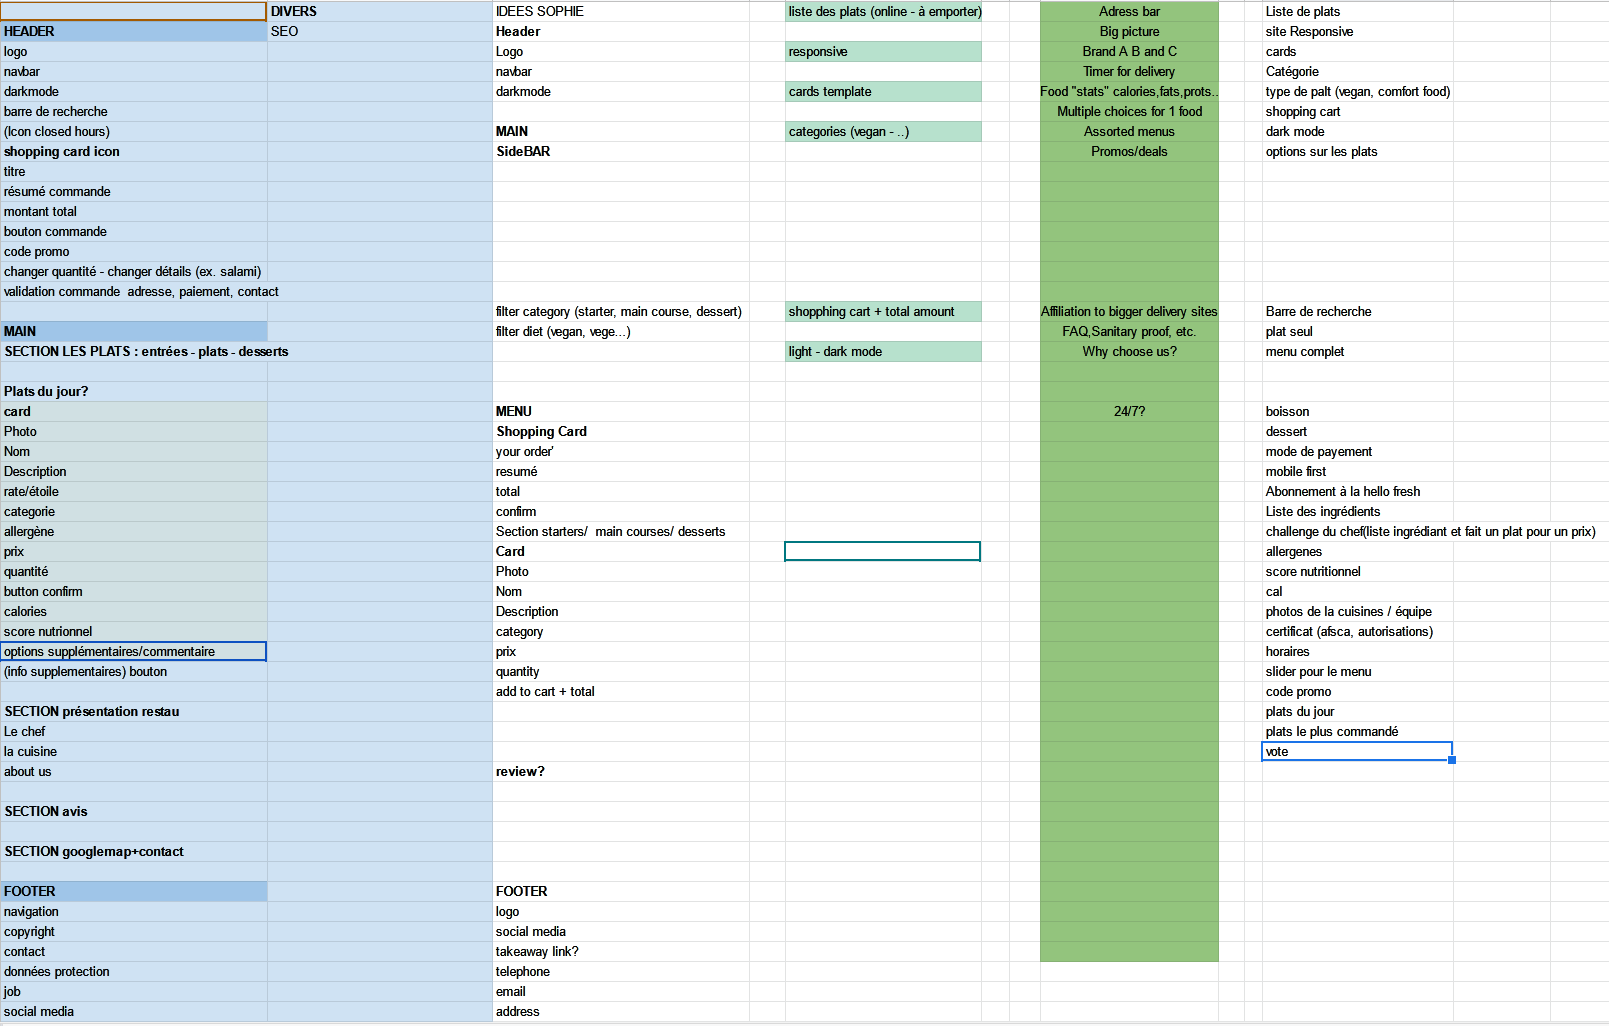 DIVERS IDEES SOPHIE liste des plats (online - à emporter) Adress bar Liste de plats
HEADER SEO Header Big picture site Responsive
logo Logo responsive Brand A B and C cards
navbar navbar Timer for delivery Catégorie
darkmode darkmode cards template Food "stats" calories,fats,prots.. type de palt (vegan, comfort food)
barre de recherche Multiple choices for 1 food shopping cart
(Icon closed hours) MAIN categories (vegan - ..) Assorted menus dark mode
shopping card icon SideBAR Promos/deals options sur les plats
titre
résumé commande
montant total
bouton commande
code promo
changer quantité - changer détails (ex. salami)
validation commande adresse, paiement, contact
filter category (starter, main course, dessert) shopphing cart + total amount Affiliation to bigger delivery sites Barre de recherche
MAIN filter diet (vegan, vege...) FAQ,Sanitary proof, etc. plat seul
SECTION LES PLATS : entrées - plats - desserts light - dark mode Why choose us? menu complet
Plats du jour?
card MENU 24/7? boisson
Photo Shopping Card dessert
Nom your order' mode de payement
Description resumé mobile first
rate/étoile total Abonnement à la hello fresh
categorie confirm Liste des ingrédients
allergène Section starters/ main courses/ desserts challenge du chef(liste ingrédiant et fait un plat pour un prix)
prix Card allergenes
quantité Photo score nutritionnel
button confirm Nom cal
calories Description photos de la cuisines / équipe
score nutrionnel category certificat (afsca, autorisations)
options supplémentaires/commentaire prix horaires
(info supplementaires) bouton quantity slider pour le menu
add to cart + total code promo
SECTION présentation restau plats du jour
Le chef plats le plus commandé
la cuisine vote
about us review?
SECTION avis
SECTION googlemap+contact
FOOTER FOOTER
navigation logo
copyright social media
contact takeaway link?
données protection telephone
job email
social media address